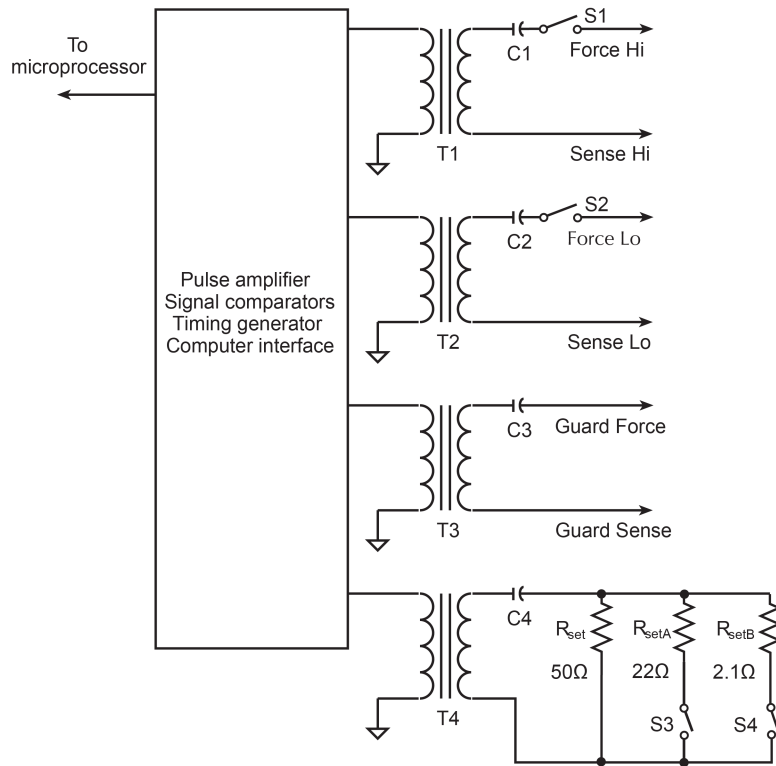 To
microprocessor
Pulse amplifier
Signal comparators
Timing generator
Computer interface
S1
C1
Force Hi
T1
Sense Hi
S2
C2
Force Lo
T2
Sense Lo
C3
Guard Force
T3
Guard Sense
C4
Rset
RsetA
RsetB
50Ω
22Ω
2.1Ω
T4
S3
S4